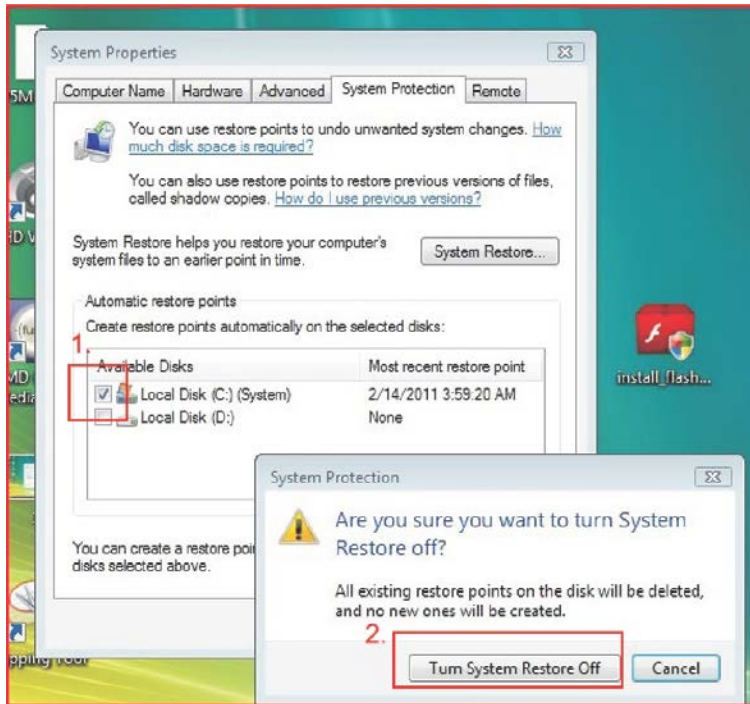 System Properties
5M
Computer Name Hardware Advanced System Protection Remote
You can use restore points to undo unwanted system changes. How
much disk space is required?
You can also use restore points to restore previous versions of files,
called shadow copies. How do I use previous versions?
HD V
System Restore helps you restore your computer's
system files to an earlier point in time.
System Restore...
Automatic restore points
Create restore points automatically on the selected disks:
1.
Available Disks Most recent restore point
Local Disk (C:) (System) 2/14/2011 3:59:20 AM
Local Disk (D:) None
install_flash...
System Protection
Are you sure you want to turn System
Restore off?
You can create a restore poi
disks selected above.
All existing restore points on the disk will be deleted,
and no new ones will be created.
2.
Turn System Restore Off Cancel
pping Tool